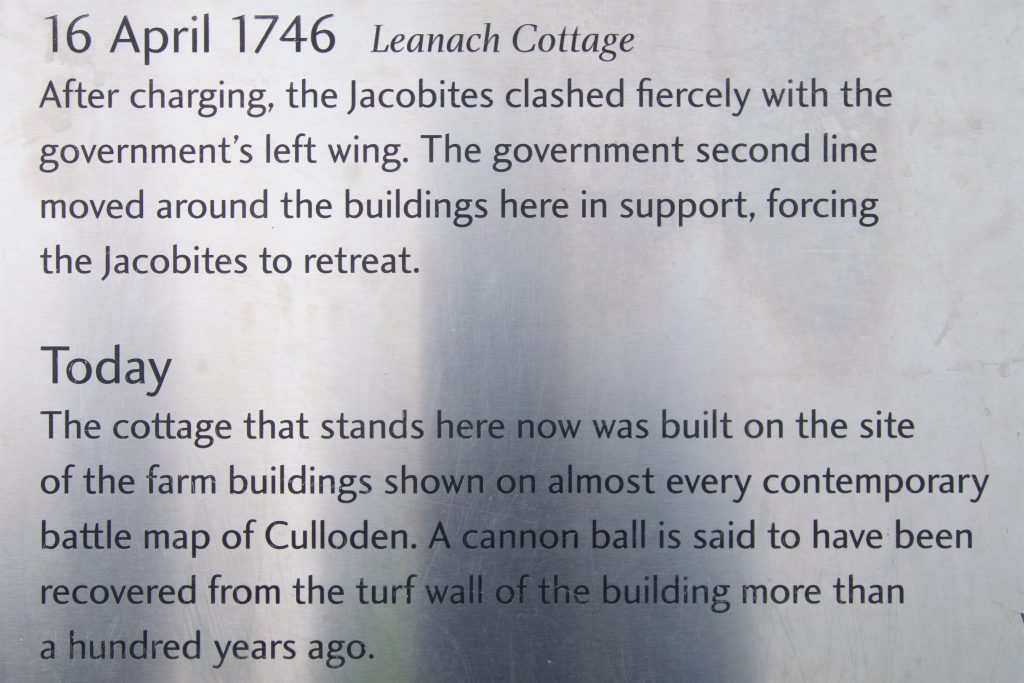 16 April 1746 Leanach Cottage
After charging, the Jacobites clashed fiercely with the
government’s left wing. The government second line
moved around the buildings here in support, forcing
the Jacobites to retreat.
Today
The cottage that stands here now was built on the site
of the farm buildings shown on almost every contemporary
battle map of Culloden. A cannon ball is said to have been
recovered from the turf wall of the building more than
a hundred years ago.